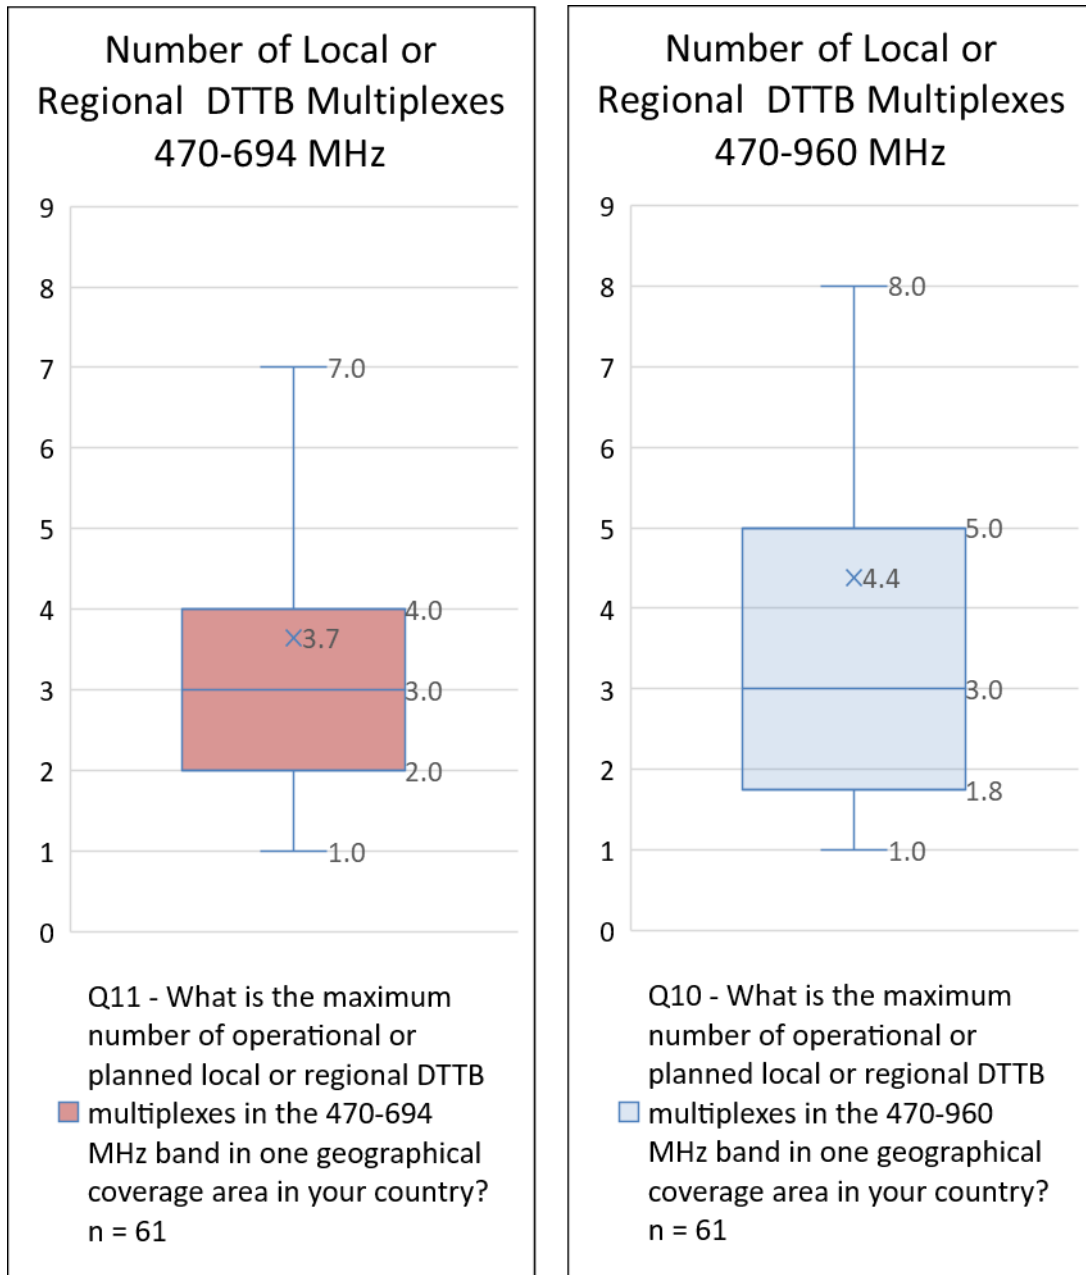 Number of Local or
Regional DTTB Multiplexes
470-694 MHz
9
8
7
6
5
4
3
2
1
0
7.0
4.0
3.7
3.0
2.0
1.0
Q11 - What is the maximum
number of operational or
planned local or regional DTTB
multiplexes in the 470-694
MHz band in one geographical
coverage area in your country?
n = 61
Number of Local or
Regional DTTB Multiplexes
470-960 MHz
9
8
7
6
5
4
3
2
1
0
8.0
5.0
4.4
3.0
1.8
1.0
Q10 - What is the maximum
number of operational or
planned local or regional DTTB
multiplexes in the 470-960
MHz band in one geographical
coverage area in your country?
n = 61